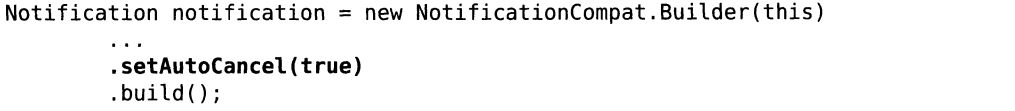 Notification notification = new NotificationCompat.Builder(this)
        ...
        .setAutoCancel(true)
        .build();